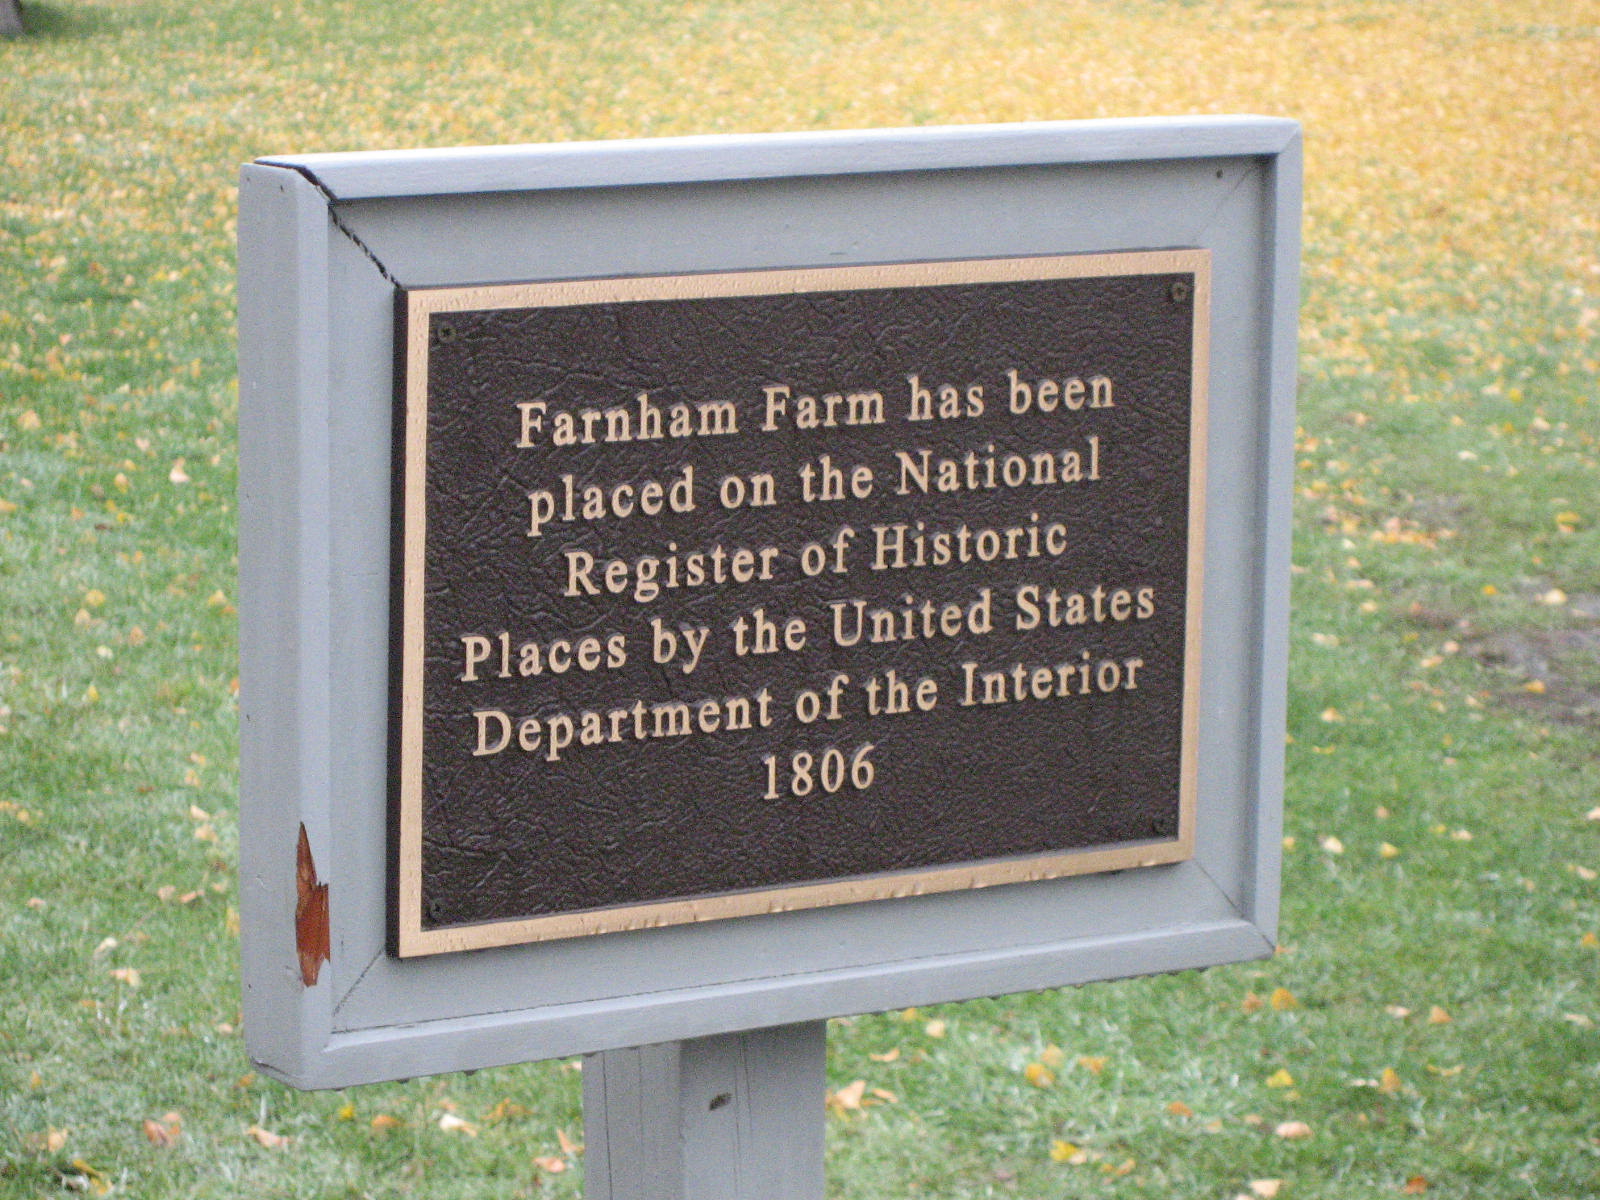 Farnham Farm has been
placed on the National
Register of Historic
Places by the United States
Department of the Interior
1806